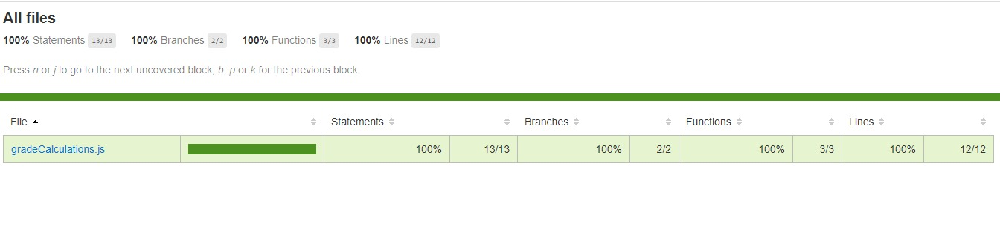 All files
100% Statements 13/13 100% Branches 2/2 100% Functions 3/3 100% Lines 12/12
Press n or j to go to the next uncovered block, b, p or k for the previous block.
File Statements Branches Functions Lines
gradeCalculations.js 100% 13/13 100% 2/2 100% 3/3 100% 12/12